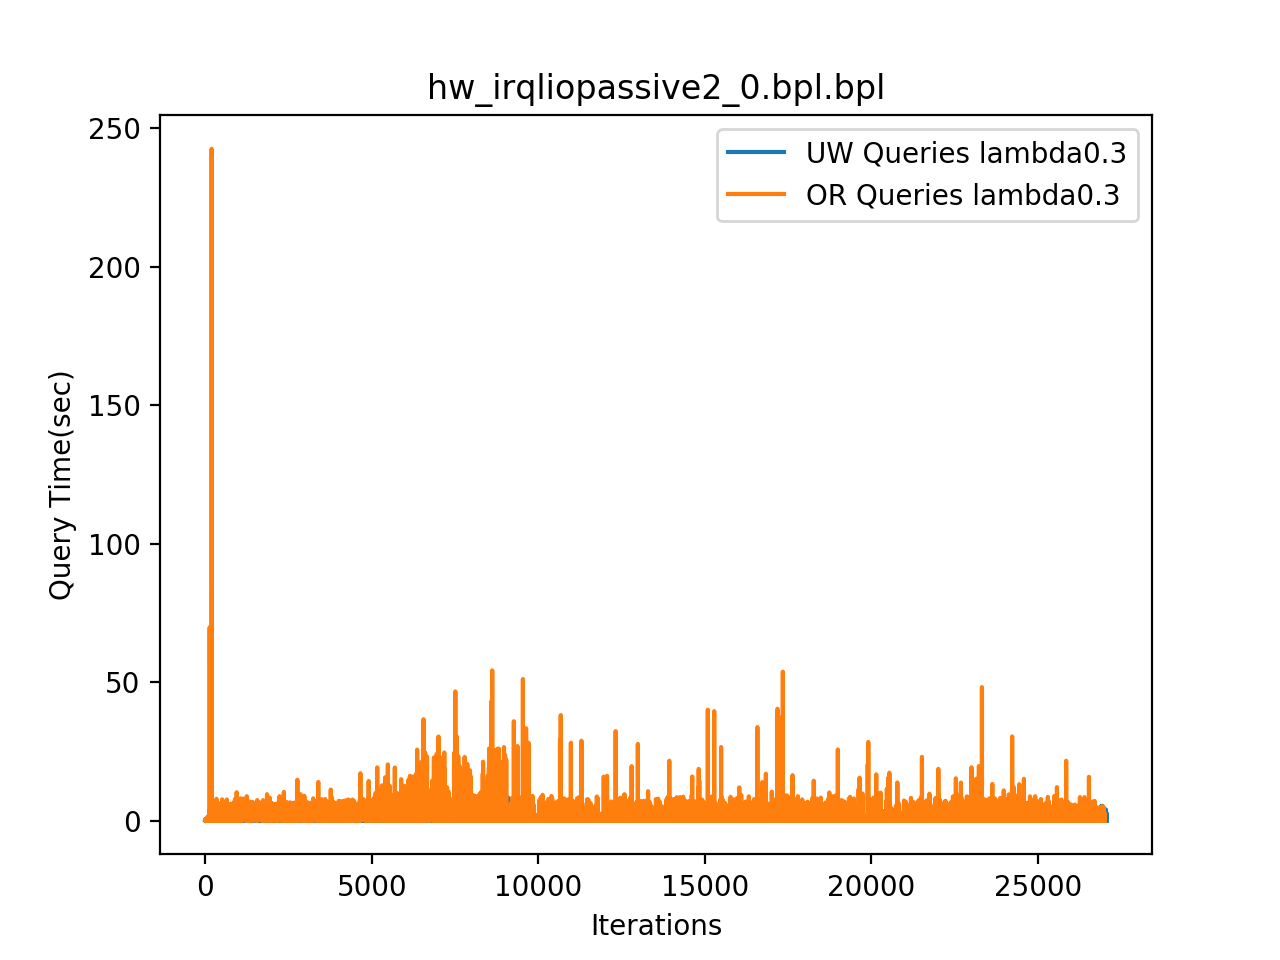 hw_irqliopassive2_0.bpl.bpl
UW Queries lambda0.3
OR Queries lambda0.3
Query Time(sec)
250
200
150
100
50
0
0 5000 10000 15000 20000 25000
Iterations